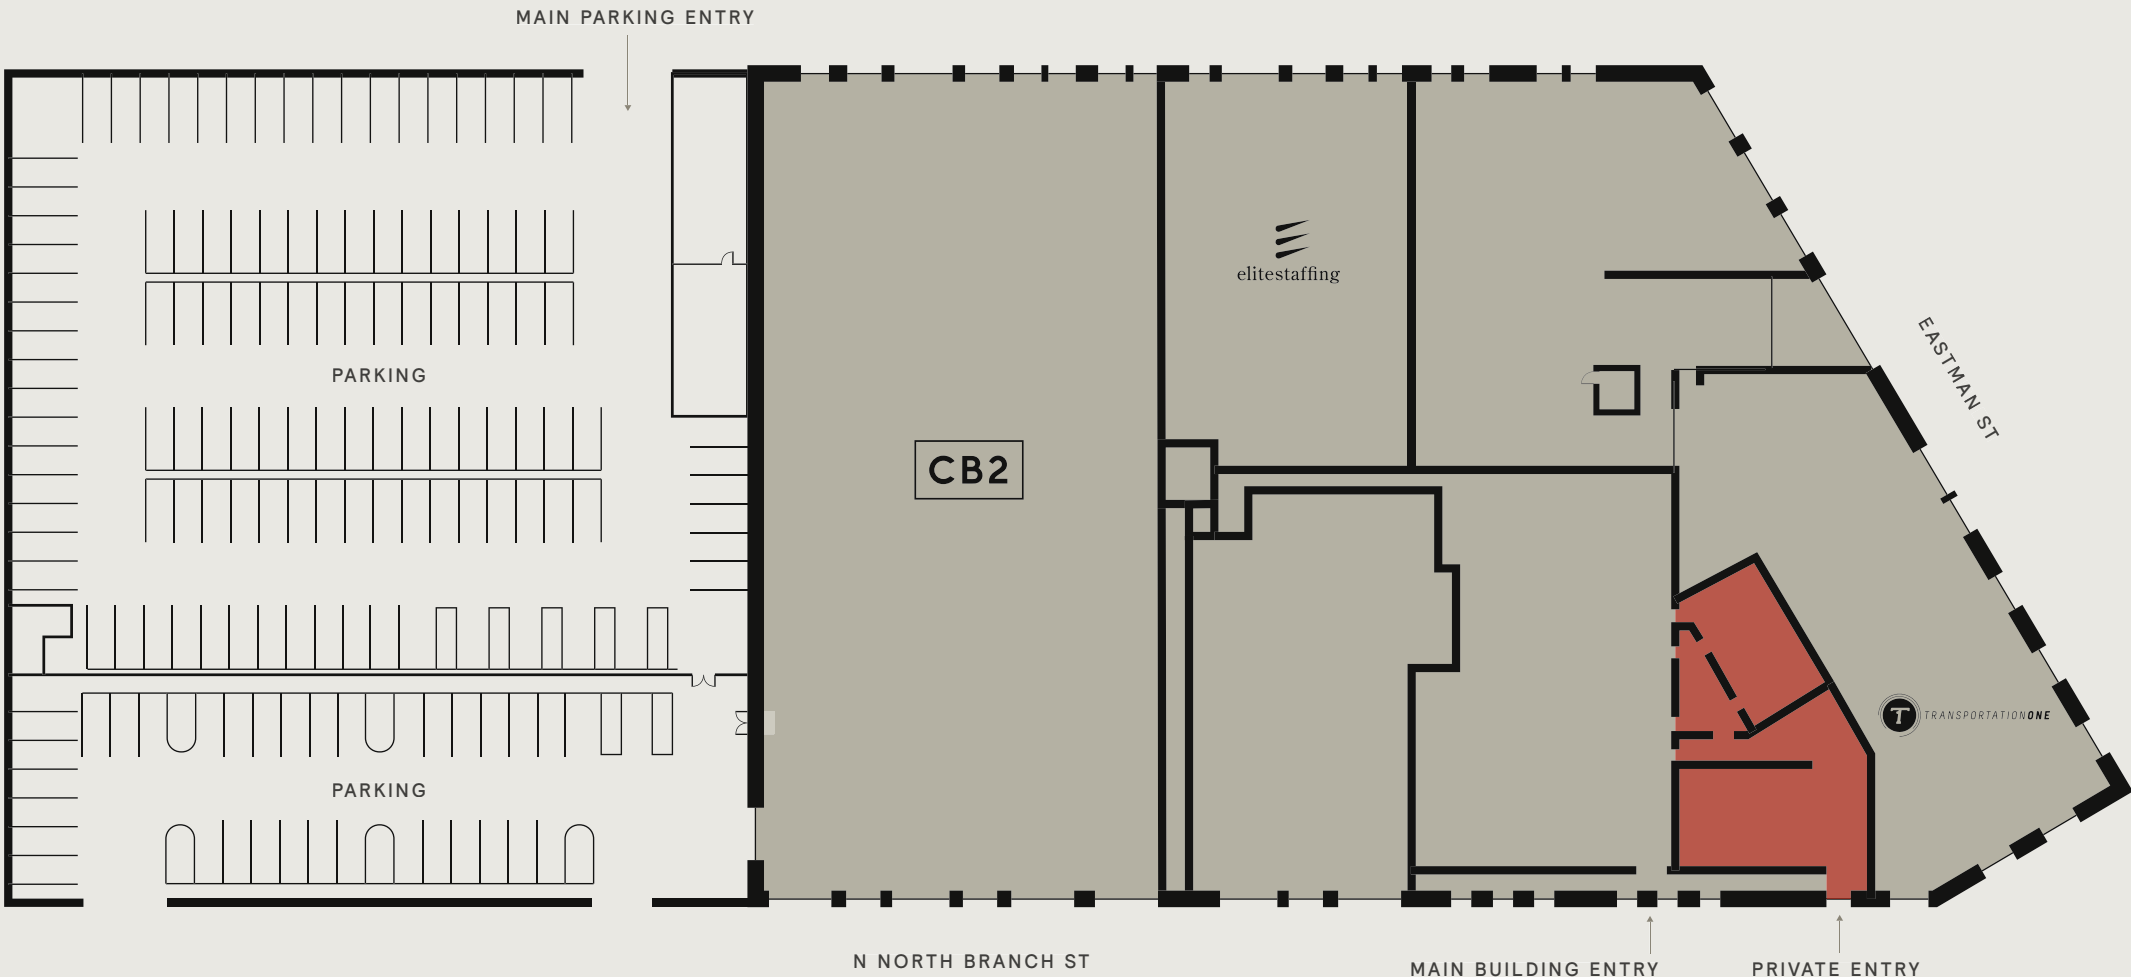 MAIN PARKING ENTRY
elitestaffing
EASTMAN ST
PARKING
CB2
TRANSPORTATIONONE
PARKING
N NORTH BRANCH ST
MAIN BUILDING ENTRY
PRIVATE ENTRY